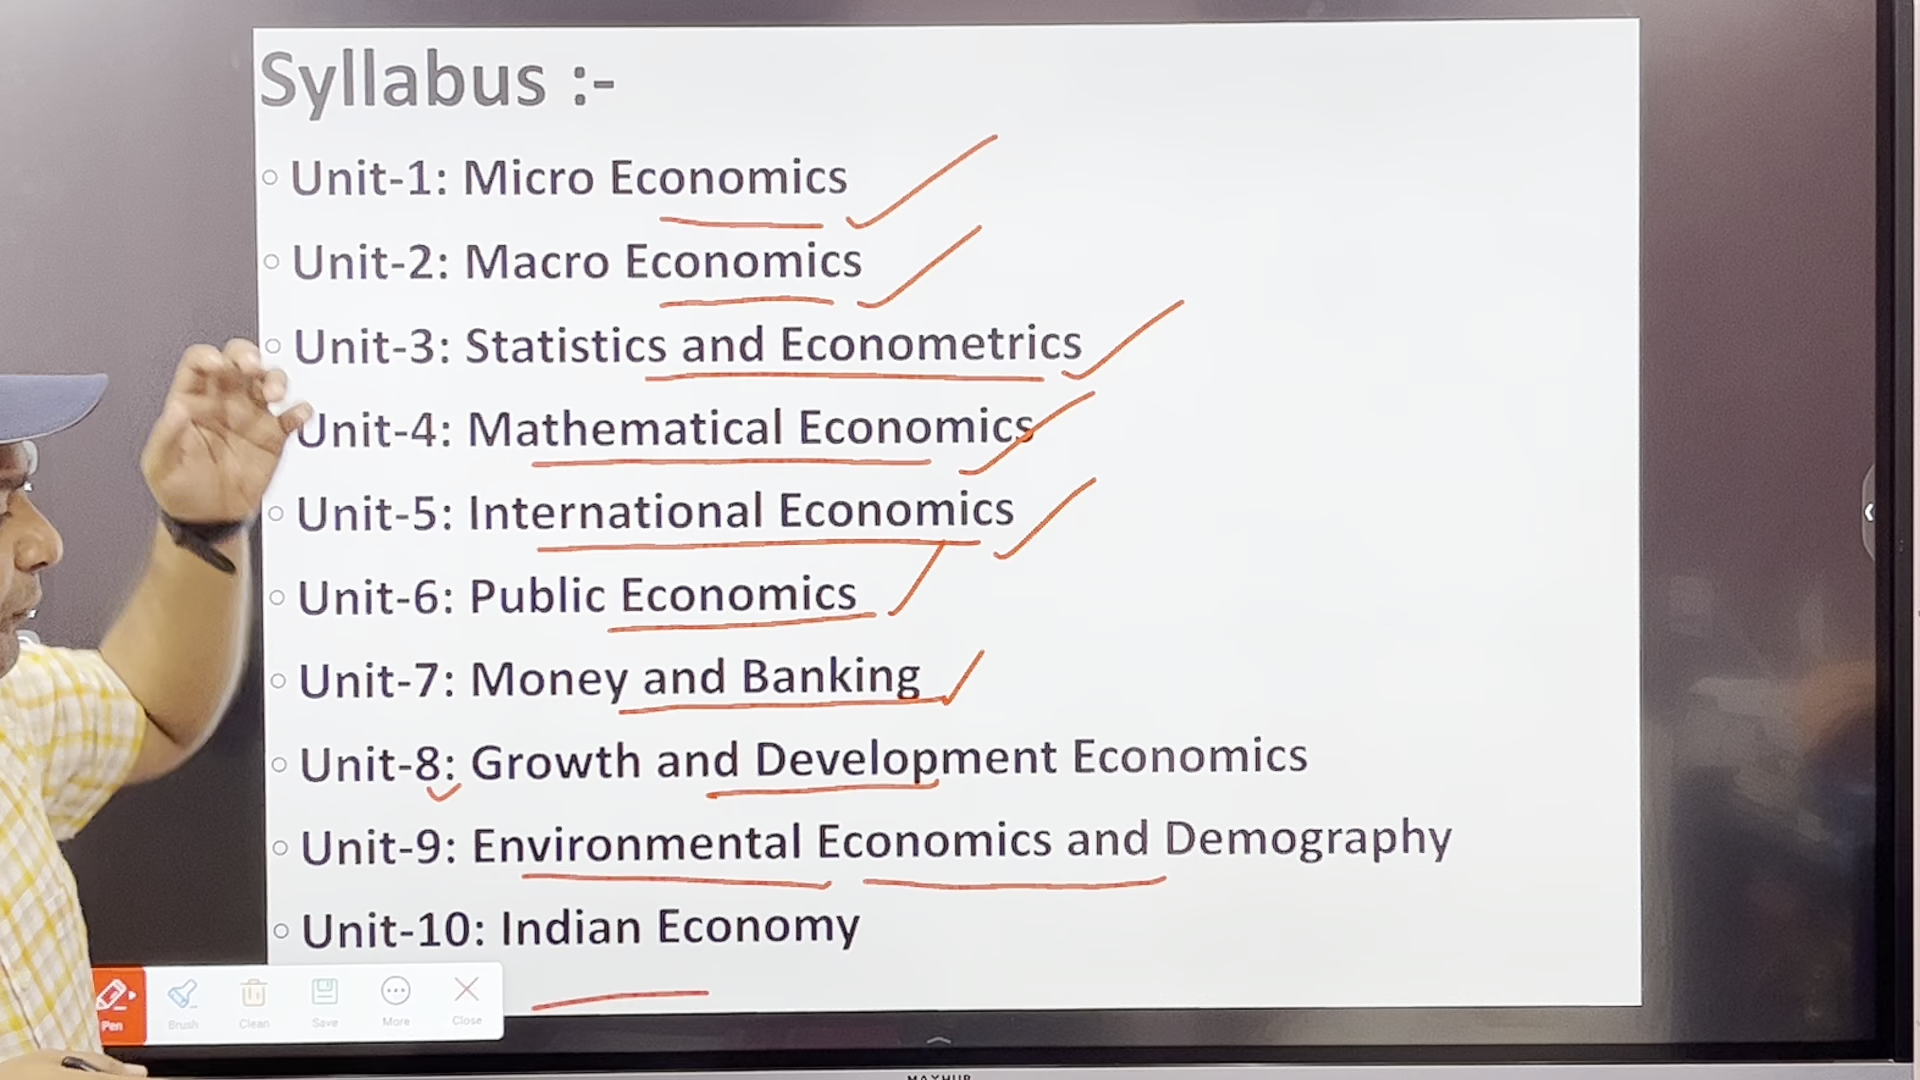 Syllabus :-
Unit-1: Micro Economics
Unit-2: Macro Economics
Unit-3: Statistics and Econometrics
Unit-4: Mathematical Economics
Unit-5: International Economics
Unit-6: Public Economics
Unit-7: Money and Banking
Unit-8: Growth and Development Economics
Unit-9: Environmental Economics and Demography
Unit-10: Indian Economy
Pen Brush Clean Save More Close
MAXHUB